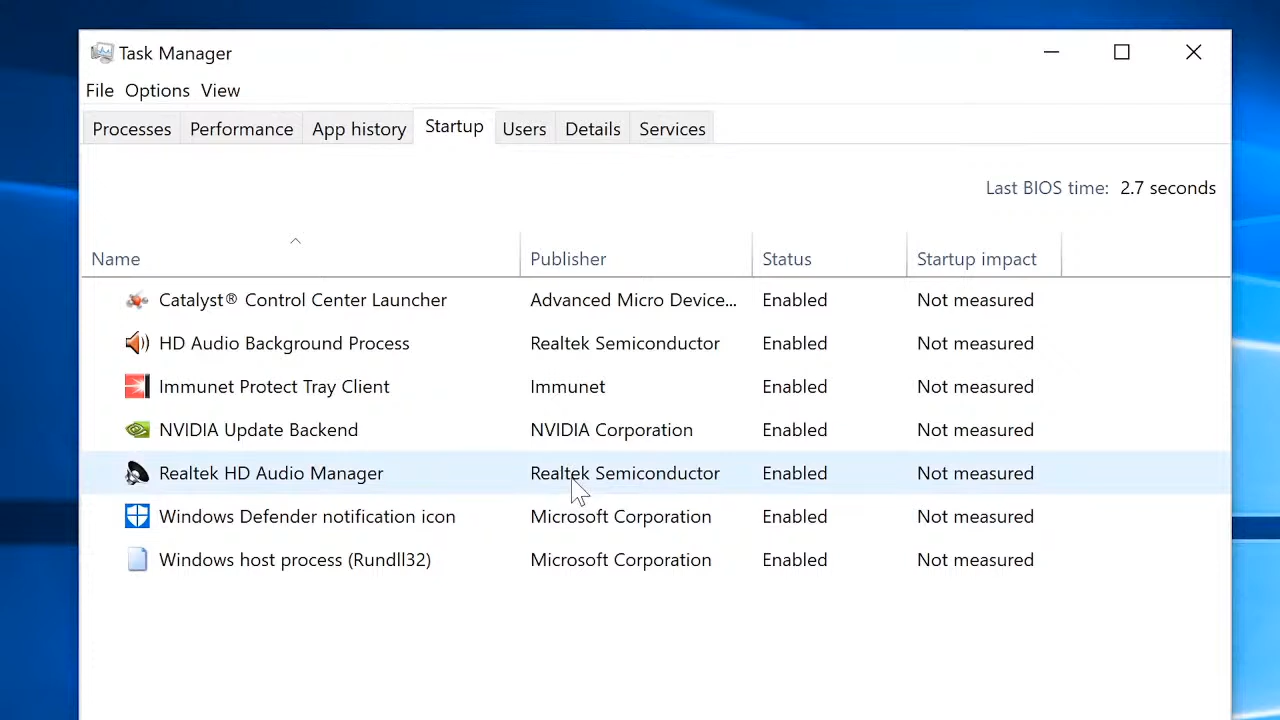 Task Manager
File Options View
Processes Performance App history Startup Users Details Services
Last BIOS time: 2.7 seconds
Name Publisher Status Startup impact
Catalyst® Control Center Launcher Advanced Micro Device... Enabled Not measured
HD Audio Background Process Realtek Semiconductor Enabled Not measured
Immunet Protect Tray Client Immunet Enabled Not measured
NVIDIA Update Backend NVIDIA Corporation Enabled Not measured
Realtek HD Audio Manager Realtek Semiconductor Enabled Not measured
Windows Defender notification icon Microsoft Corporation Enabled Not measured
Windows host process (Rundll32) Microsoft Corporation Enabled Not measured